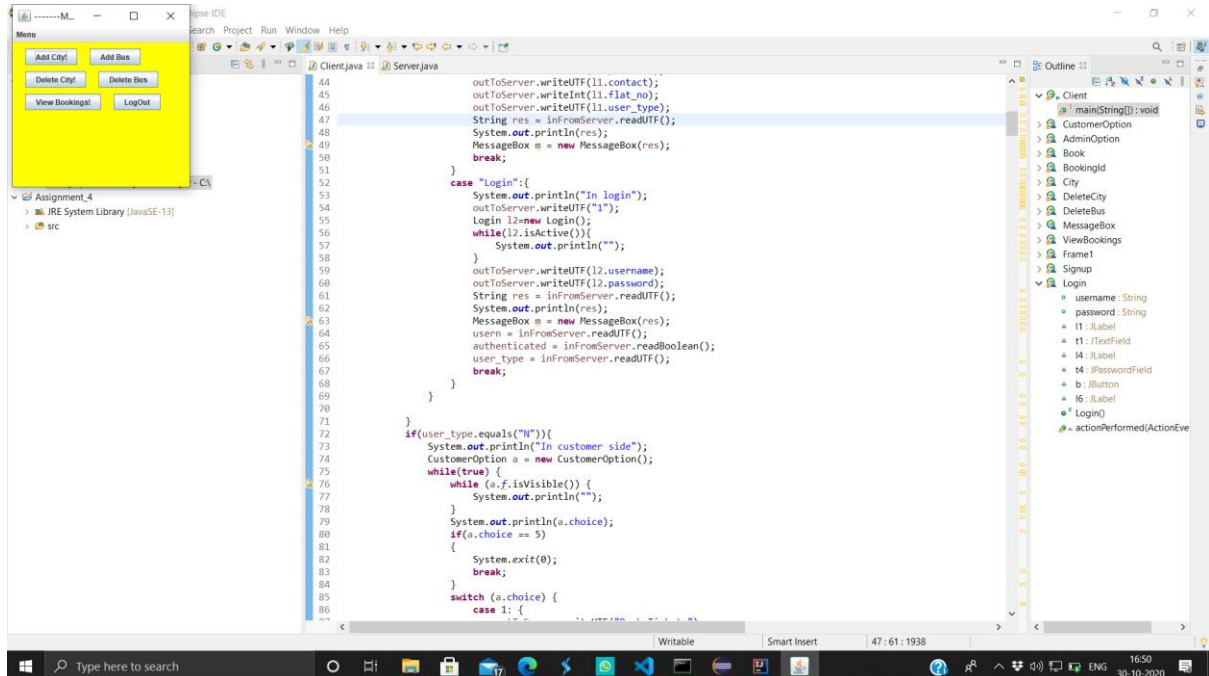 -------M...
Menu
Add City!
Add Bus
Delete City!
Delete Bus
View Bookings!
LogOut
lipse IDE
Search Project Run Window Help
- C:\
Assignment_4
JRE System Library [JavaSE-13]
src
Client.java
Server.java
44
45 outToServer.writeUTF(l1.contact);
outToServer.writeInt(l1.flat_no);
46 outToServer.writeUTF(l1.user_type);
47 String res = inFromServer.readUTF();
48 System.out.println(res);
49 MessageBox m = new MessageBox(res);
50 break;
51 }
52 case "Login":{
53 System.out.println("In login");
54 outToServer.writeUTF("1");
55 Login l2=new Login();
56 while(l2.isActive()){
57 System.out.println("");
58 }
59 outToServer.writeUTF(l2.username);
60 outToServer.writeUTF(l2.password);
61 String res = inFromServer.readUTF();
62 System.out.println(res);
63 MessageBox m = new MessageBox(res);
64 usern = inFromServer.readUTF();
65 authenticated = inFromServer.readBoolean();
66 user_type = inFromServer.readUTF();
67 break;
68 }
69 }
70
71 }
72 if(user_type.equals("N")){
73 System.out.println("In customer side");
74 CustomerOption a = new CustomerOption();
75 while(true) {
76 while (a.f.isVisible()) {
77 System.out.println("");
78 }
79 System.out.println(a.choice);
80 if(a.choice == 5)
81 {
82 System.exit(0);
83 break;
84 }
85 switch (a.choice) {
86 case 1: {
Outline
Client
main(String[]) : void
CustomerOption
AdminOption
Book
BookingId
City
DeleteCity
DeleteBus
MessageBox
ViewBookings
Frame1
Signup
Login
username : String
password : String
l1 : JLabel
t1 : JTextField
l4 : JLabel
t4 : JPasswordField
b : JButton
l6 : JLabel
Login()
actionPerformed(ActionEve
Writable
Smart Insert
47 : 61 : 1938
Type here to search
17
ENG
16:50
30-10-2020